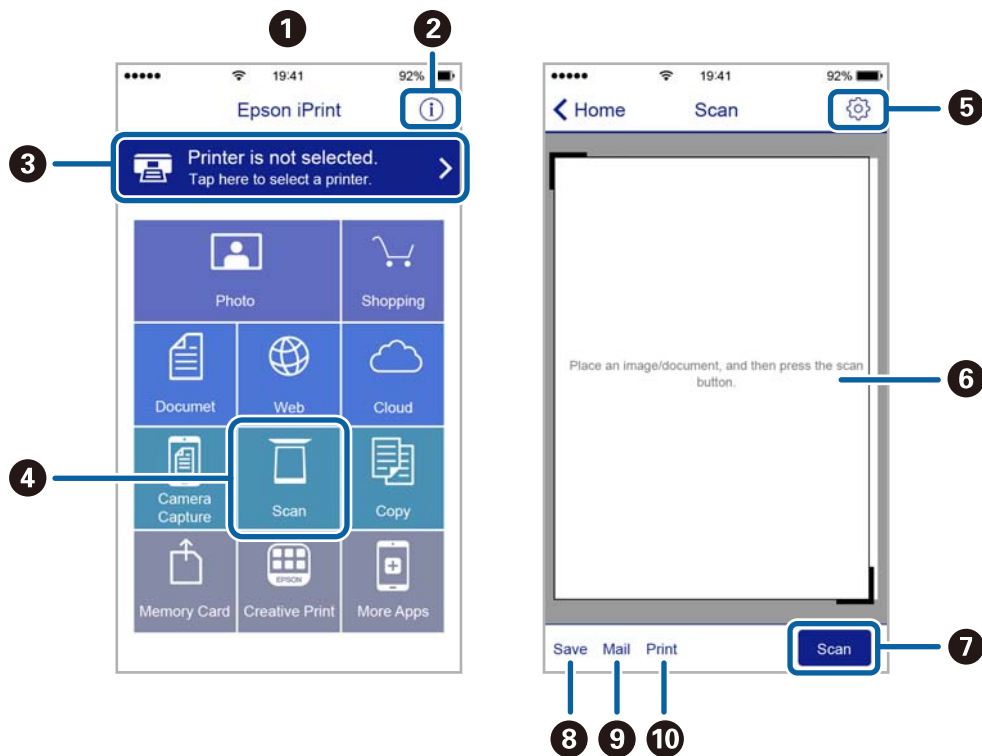 1
2
19:41
92%
Epson iPrint
i
3
Printer is not selected.
Tap here to select a printer.
Photo
Shopping
Documet
Web
Cloud
4
Camera
Capture
Scan
Copy
EPSON
Memory Card
Creative Print
More Apps
19:41
92%
Home
Scan
5
Place an image/document, and then press the scan
button.
6
Save
Mail
Print
Scan
7
8
9
10